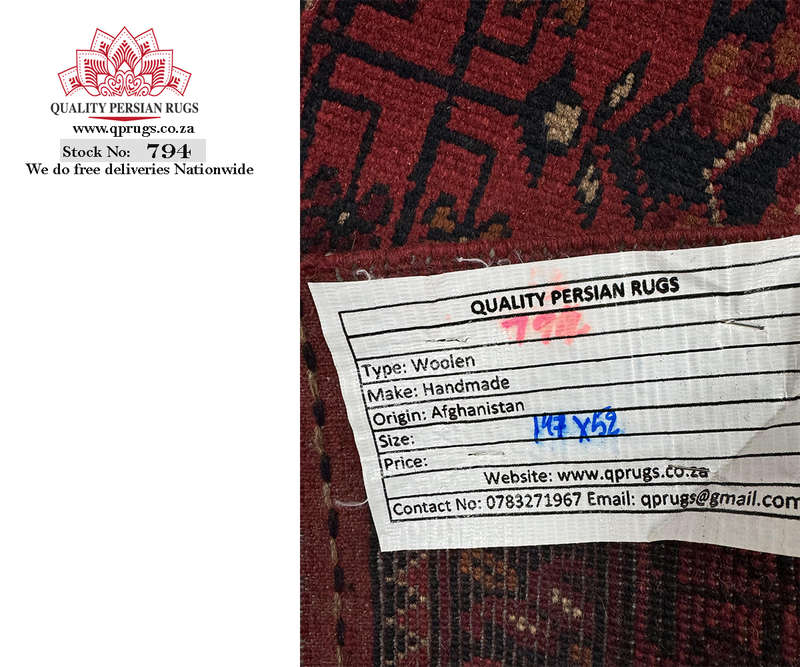 QUALITY PERSIAN RUGS
www.qprugs.co.za
Stock No: 794
We do free deliveries Nationwide
QUALITY PERSIAN RUGS
794
Type: Woolen
Make: Handmade
Origin: Afghanistan
Size: 147 x 52
Price:
Website: www.qprugs.co.za
Contact No: 0783271967 Email: qprugs@gmail.com